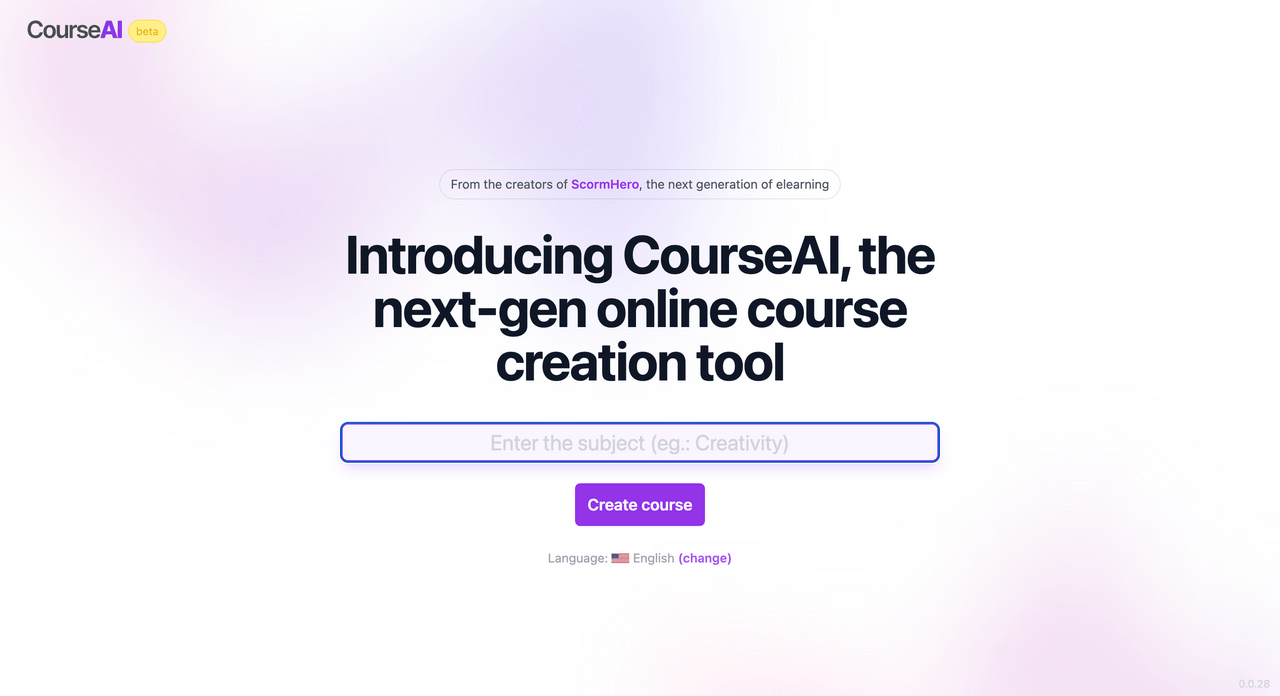 CourseAI beta
From the creators of ScormHero, the next generation of elearning
Introducing CourseAI, the
next-gen online course
creation tool
Enter the subject (eg.: Creativity)
Create course
Language: English (change)
0.0.28